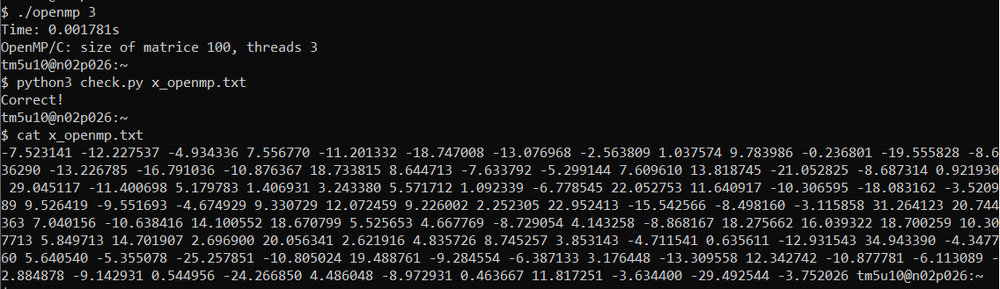 $ ./openmp 3
Time: 0.001781s
OpenMP/C: size of matrice 100, threads 3
tm5u10@n02p026:~
$ python3 check.py x_openmp.txt
Correct!
tm5u10@n02p026:~
$ cat x_openmp.txt
-7.523141 -12.227537 -4.934336 7.556770 -11.201332 -18.747008 -13.076968 -2.563809 1.037574 9.783986 -0.236801 -19.555828 -8.6
36290 -13.226785 -16.791036 -10.876367 18.733815 8.644713 -7.633792 -5.299144 7.609610 13.818745 -21.052825 -8.687314 0.921930
 29.045117 -11.400698 5.179783 1.406931 3.243380 5.571712 1.092339 -6.778545 22.052753 11.640917 -10.306595 -18.083162 -3.5209
89 9.526419 -9.551693 -4.674929 9.330729 12.072459 9.226002 2.252305 22.952413 -15.542566 -8.498160 -3.115858 31.264123 20.744
363 7.040156 -10.638416 14.100552 18.670799 5.525653 4.667769 -8.729054 4.143258 -8.868167 18.275662 16.039322 18.700259 10.30
7713 5.849713 14.701907 2.696900 20.056341 2.621916 4.835726 8.745257 3.853143 -4.711541 0.635611 -12.931543 34.943390 -4.3477
60 5.640540 -5.355078 -25.257851 -10.805024 19.488761 -9.284554 -6.387133 3.176448 -13.309558 12.342742 -10.877781 -6.113089 -
2.884878 -9.142931 0.544956 -24.266850 4.486048 -8.972931 0.463667 11.817251 -3.634400 -29.492544 -3.752026 tm5u10@n02p026:~